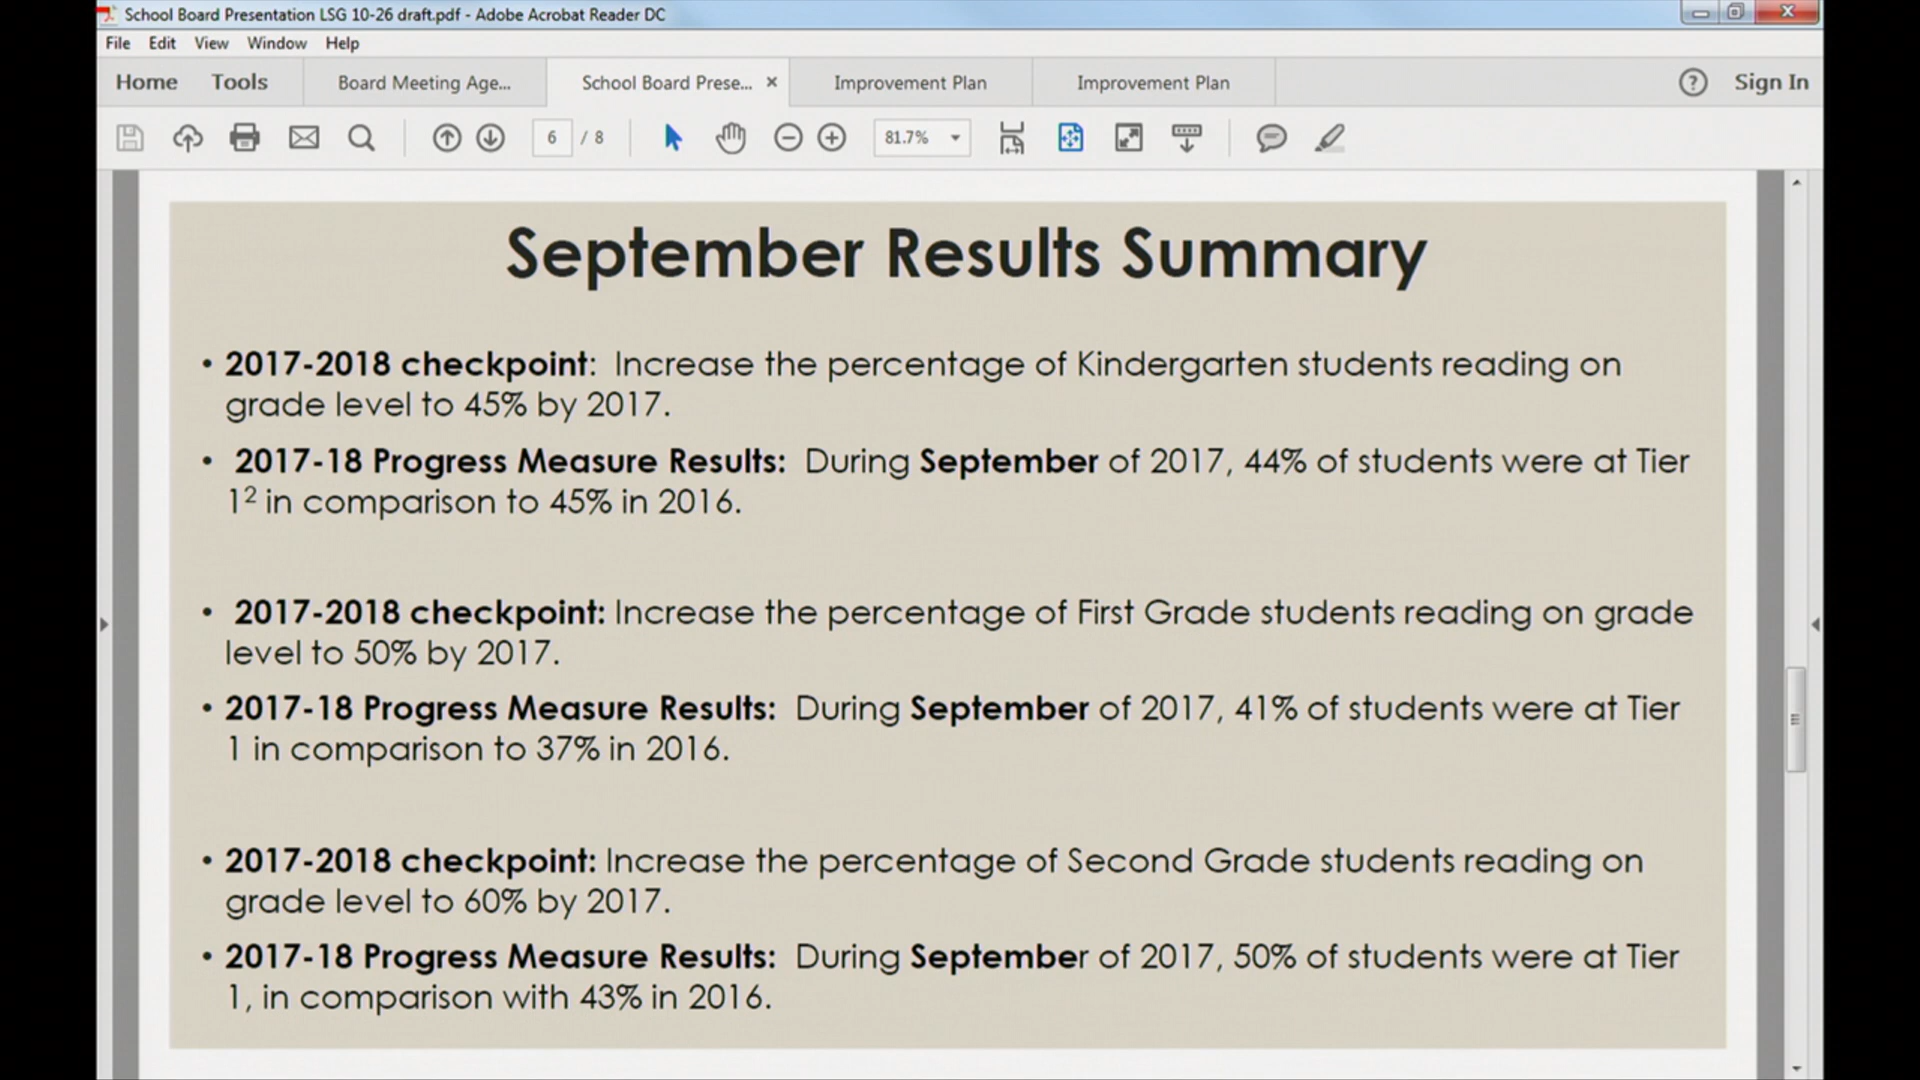 School Board Presentation LSG 10-26 draft.pdf - Adobe Acrobat Reader DC
File Edit View Window Help
Home Tools Board Meeting Age... School Board Prese... × Improvement Plan Improvement Plan ? Sign In
6 / 8 81.7%
September Results Summary
• 2017-2018 checkpoint: Increase the percentage of Kindergarten students reading on
grade level to 45% by 2017.
• 2017-18 Progress Measure Results: During September of 2017, 44% of students were at Tier
1² in comparison to 45% in 2016.
• 2017-2018 checkpoint: Increase the percentage of First Grade students reading on grade
level to 50% by 2017.
• 2017-18 Progress Measure Results: During September of 2017, 41% of students were at Tier
1 in comparison to 37% in 2016.
• 2017-2018 checkpoint: Increase the percentage of Second Grade students reading on
grade level to 60% by 2017.
• 2017-18 Progress Measure Results: During September of 2017, 50% of students were at Tier
1, in comparison with 43% in 2016.